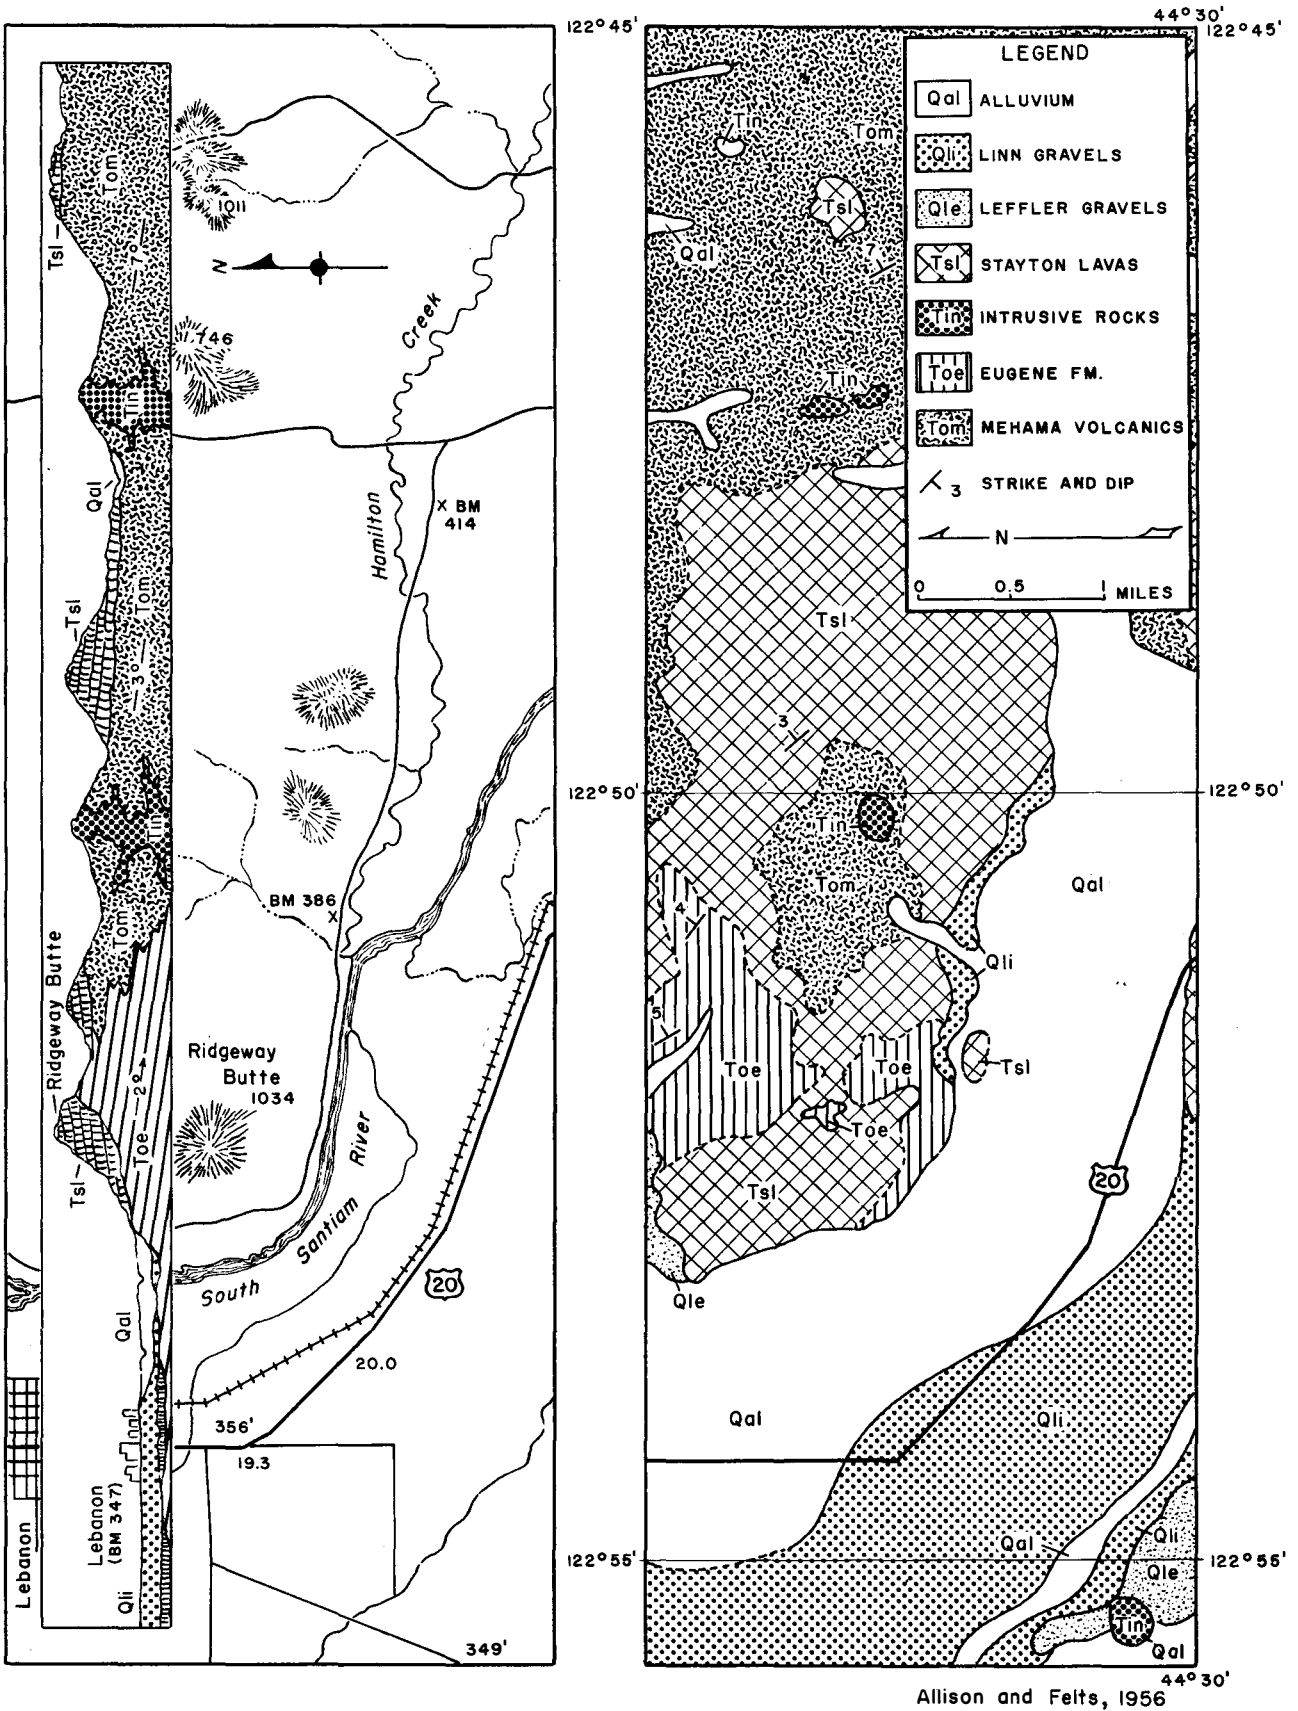 122°45'
Tom
Tsl
7°
1011
N
Creek
746
Tin
Qal
Hamilton
BM
414
Tsl
3°
Tom
Tin
BM 386
Tom
Ridgeway Butte
Ridgeway
Butte
1034
Toe
2°
Tsl
River
Santiam
South
20
Qal
20.0
356'
19.3
Lebanon
(BM 347)
Lebanon
Qli
349'
44°30'
122°45'
LEGEND
Qal ALLUVIUM
Qli LINN GRAVELS
Qle LEFFLER GRAVELS
Tsl STAYTON LAVAS
Tin INTRUSIVE ROCKS
Toe EUGENE FM.
Tom MEHAMA VOLCANICS
3 STRIKE AND DIP
N
0 0.5 1 MILES
Tin
Tom
Tsl
Qal
7
Tin
Tsl
3
122°50'
122°50'
Tin
Tom
Qal
4
Qli
5
Toe
Toe
Tsl
Toe
20
Tsl
Qle
Qal
Qli
Qal
Qli
122°55'
122°55'
Qle
Tin
Qal
44°30'
Allison and Felts, 1956